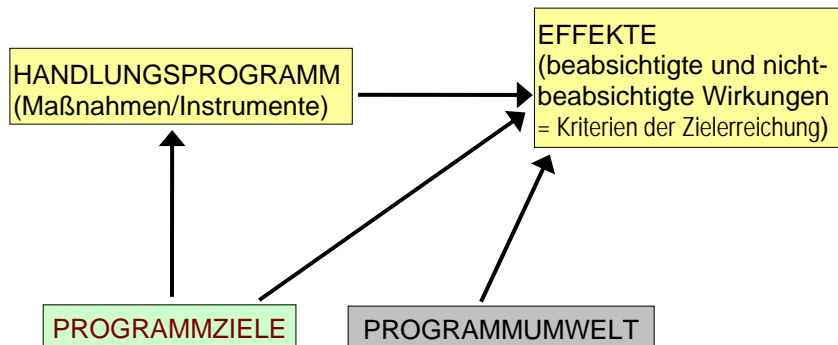 HANDLUNGSPROGRAMM
(Maßnahmen/Instrumente)
EFFEKTE
(beabsichtigte und nicht-
beabsichtigte Wirkungen
= Kriterien der Zielerreichung)
PROGRAMMZIELE
PROGRAMMUMWELT